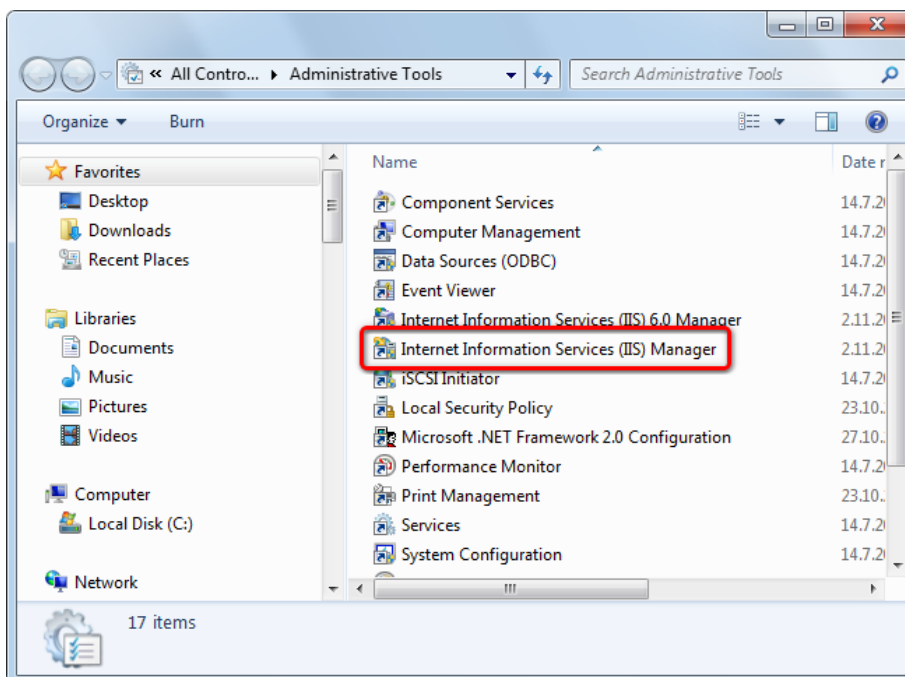 « All Contro... ▸ Administrative Tools
Search Administrative Tools
Organize
Burn
Favorites
Desktop
Downloads
Recent Places
Libraries
Documents
Music
Pictures
Videos
Computer
Local Disk (C:)
Network
Name
Date r
Component Services 14.7.2
Computer Management 14.7.2
Data Sources (ODBC) 14.7.2
Event Viewer 14.7.2
Internet Information Services (IIS) 6.0 Manager 2.11.2
Internet Information Services (IIS) Manager 2.11.2
iSCSI Initiator 14.7.2
Local Security Policy 23.10.
Microsoft .NET Framework 2.0 Configuration 27.10.
Performance Monitor 14.7.2
Print Management 23.10.
Services 14.7.2
System Configuration 14.7.2
17 items